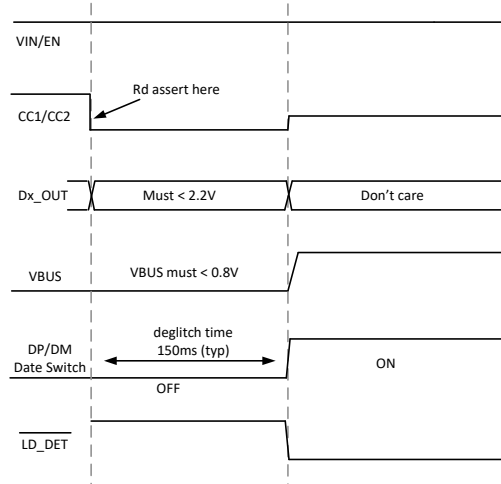 VIN/EN
Rd assert here
CC1/CC2
Dx_OUT
Must < 2.2V
Don't care
VBUS
VBUS must < 0.8V
deglitch time
150ms (typ)
DP/DM
Date Switch
ON
OFF
LD_DET